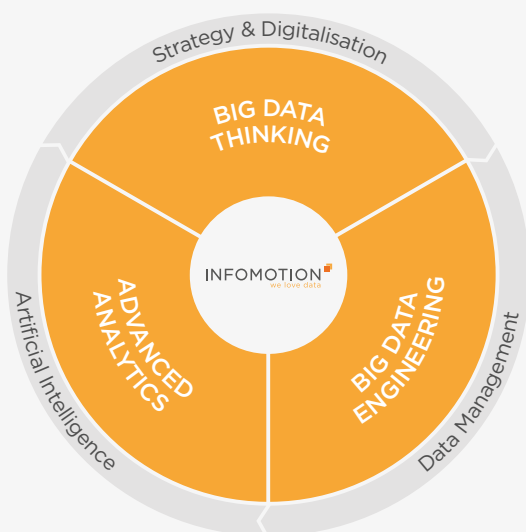 Strategy & Digitalisation
BIG DATA
THINKING
INFOMOTION
we love data
ADVANCED
ANALYTICS
BIG DATA
ENGINEERING
Artificial Intelligence
Data Management